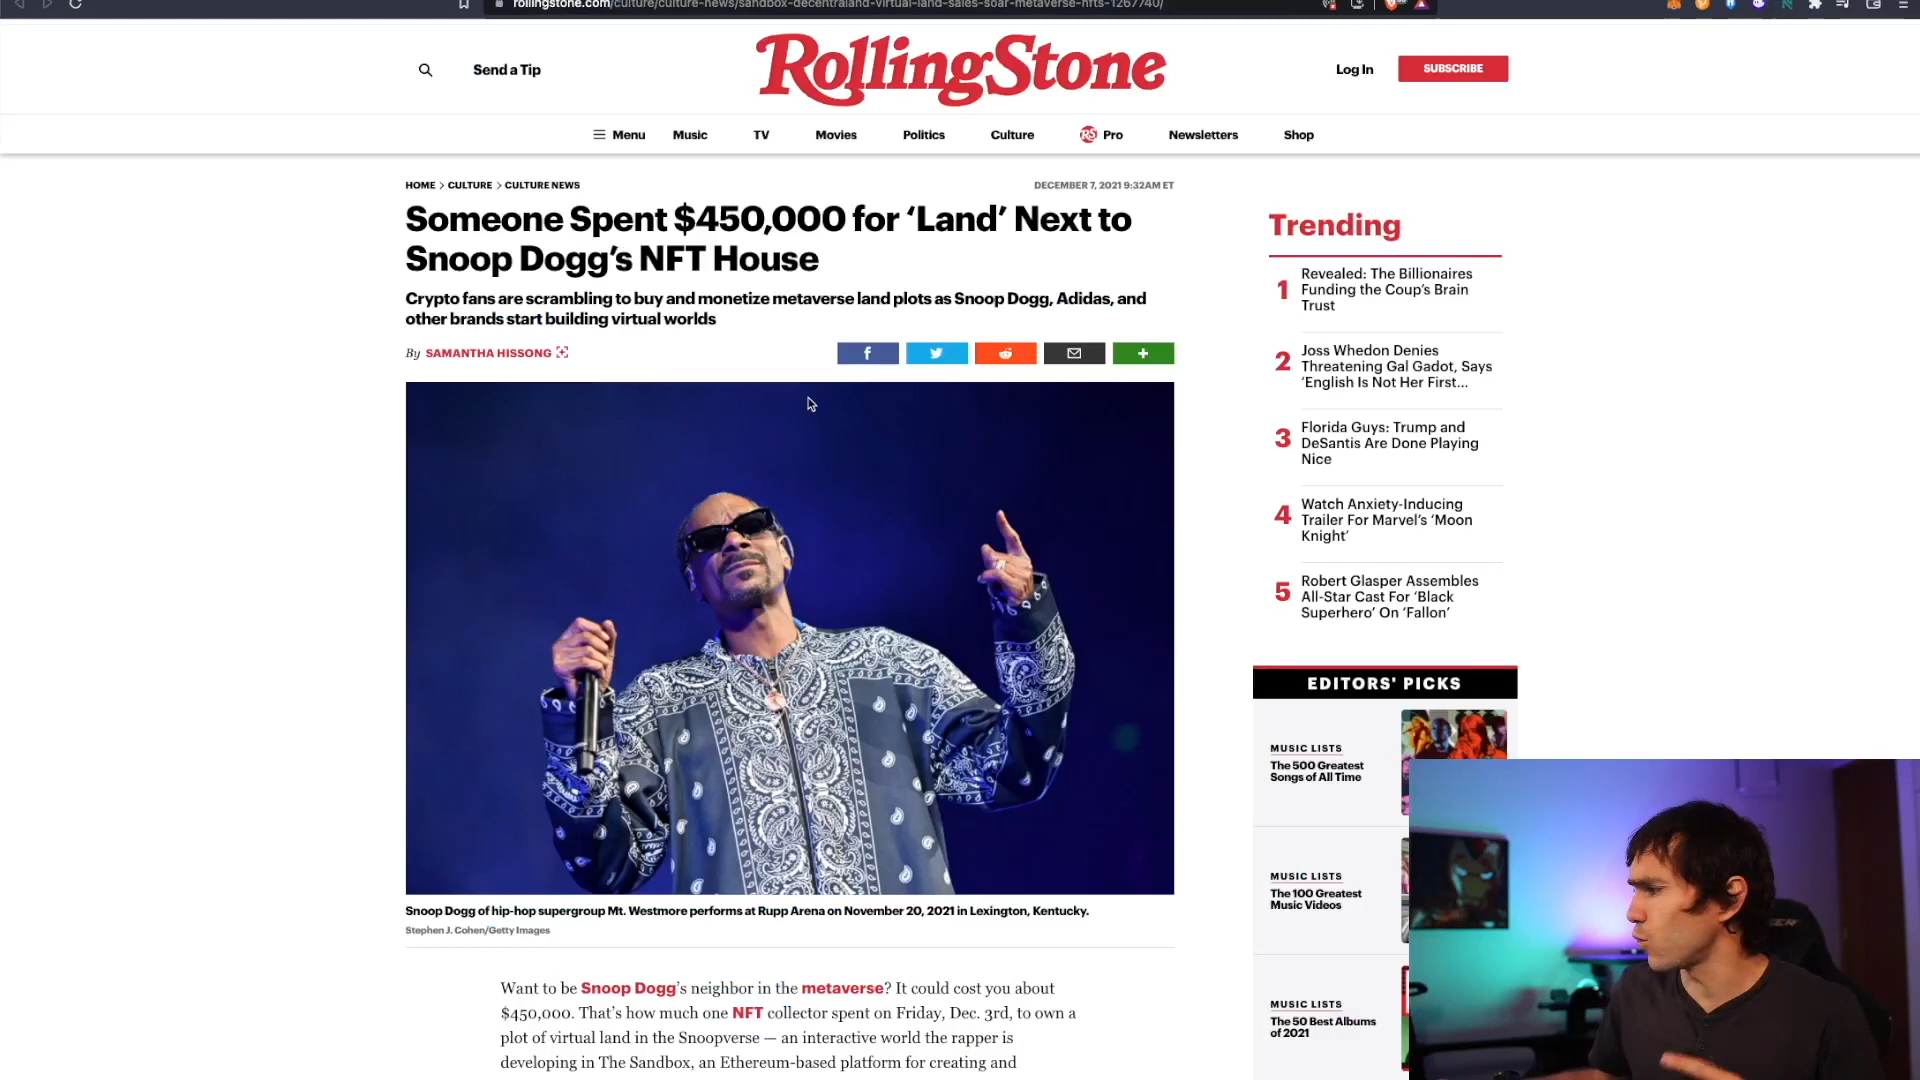 rollingstone.com/culture/culture-news/sandbox-decentraland-virtual-land-sales-soar-metaverse-nfts-1267740/
Send a Tip
RollingStone
Log In
SUBSCRIBE
Menu
Music
TV
Movies
Politics
Culture
RS Pro
Newsletters
Shop
HOME > CULTURE > CULTURE NEWS
DECEMBER 7, 2021 9:32AM ET
Someone Spent $450,000 for ‘Land’ Next to
Snoop Dogg’s NFT House
Crypto fans are scrambling to buy and monetize metaverse land plots as Snoop Dogg, Adidas, and
other brands start building virtual worlds
By SAMANTHA HISSONG
Snoop Dogg of hip-hop supergroup Mt. Westmore performs at Rupp Arena on November 20, 2021 in Lexington, Kentucky.
Stephen J. Cohen/Getty Images
Want to be Snoop Dogg’s neighbor in the metaverse? It could cost you about
$450,000. That’s how much one NFT collector spent on Friday, Dec. 3rd, to own a
plot of virtual land in the Snoopverse — an interactive world the rapper is
developing in The Sandbox, an Ethereum-based platform for creating and
Trending
1 Revealed: The Billionaires
Funding the Coup’s Brain
Trust
2 Joss Whedon Denies
Threatening Gal Gadot, Says
‘English Is Not Her First...
3 Florida Guys: Trump and
DeSantis Are Done Playing
Nice
4 Watch Anxiety-Inducing
Trailer For Marvel’s ‘Moon
Knight’
5 Robert Glasper Assembles
All-Star Cast For ‘Black
Superhero’ On ‘Fallon’
EDITORS' PICKS
MUSIC LISTS
The 500 Greatest
Songs of All Time
MUSIC LISTS
The 100 Greatest
Music Videos
MUSIC LISTS
The 50 Best Albums
of 2021